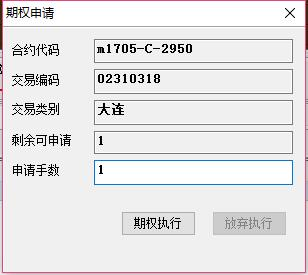 期权申请
合约代码 m1705-C-2950
交易编码 02310318
交易类别 大连
剩余可申请 1
申请手数 1
期权执行 放弃执行